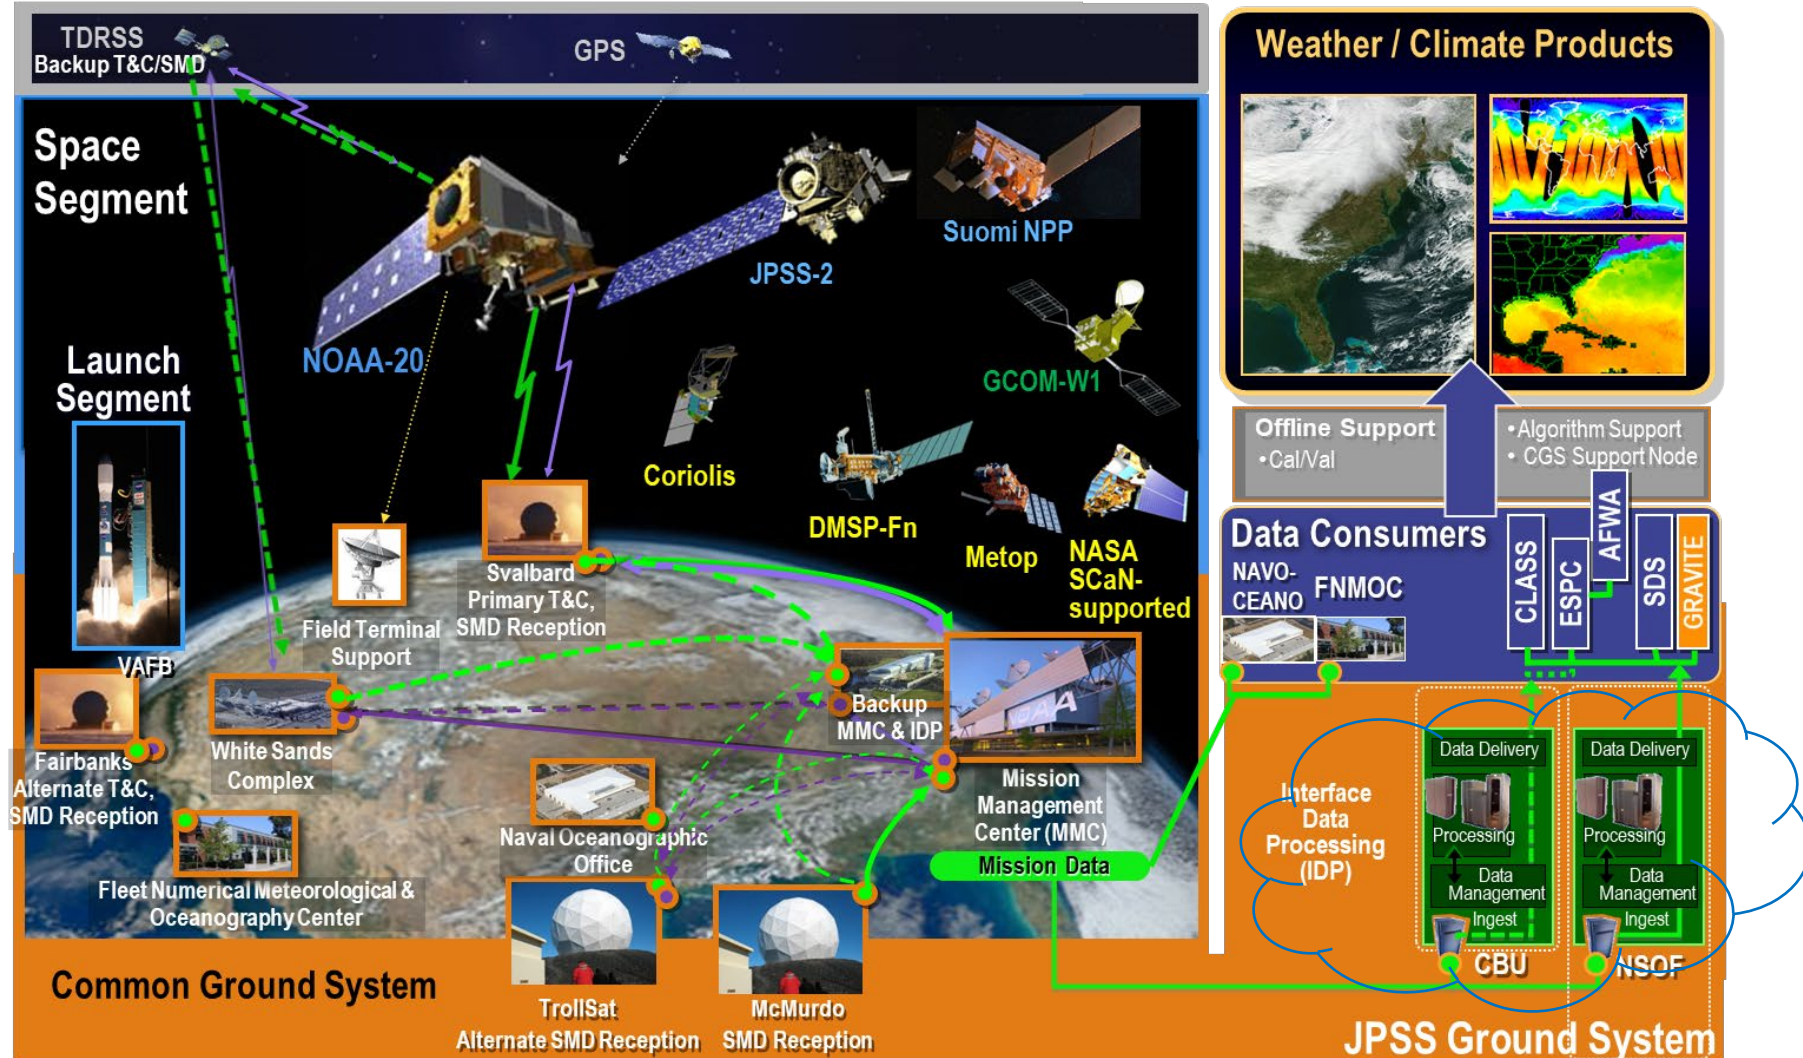 TDRSS
Backup T&C/SMD
GPS
Space
Segment
Suomi NPP
JPSS-2
NOAA-20
GCOM-W1
Launch
Segment
Coriolis
DMSP-Fn
Metop
NASA
SCaN-
supported
VAFB
Field Terminal
Support
Svalbard
Primary T&C,
SMD Reception
Fairbanks
Alternate T&C,
SMD Reception
White Sands
Complex
Backup
MMC & IDP
NOAA
Mission
Management
Center (MMC)
Naval Oceanographic
Office
Fleet Numerical Meteorological &
Oceanography Center
Mission Data
Common Ground System
TrollSat
Alternate SMD Reception
McMurdo
SMD Reception
Weather / Climate Products
Offline Support
•Cal/Val
•Algorithm Support
• CGS Support Node
Data Consumers
NAVO-
CEANO
FNMOC
CLASS
ESPC
AFWA
SDS
GRAVITE
Interface
Data
Processing
(IDP)
Data Delivery
Processing
Data
Management
Ingest
CBU
Data Delivery
Processing
Data
Management
Ingest
NSOF
JPSS Ground System